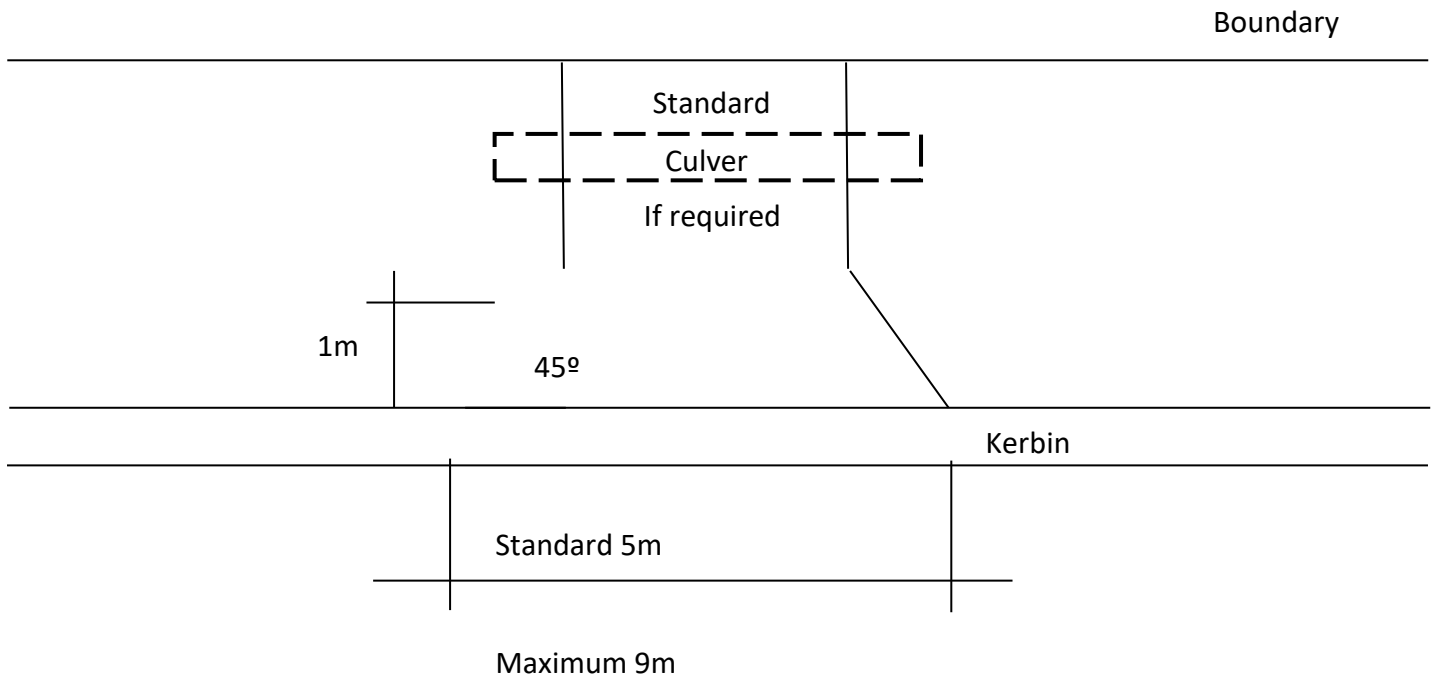 Boundary
Standard
Culver
If required
1m
45º
Kerbin
Standard 5m
Maximum 9m